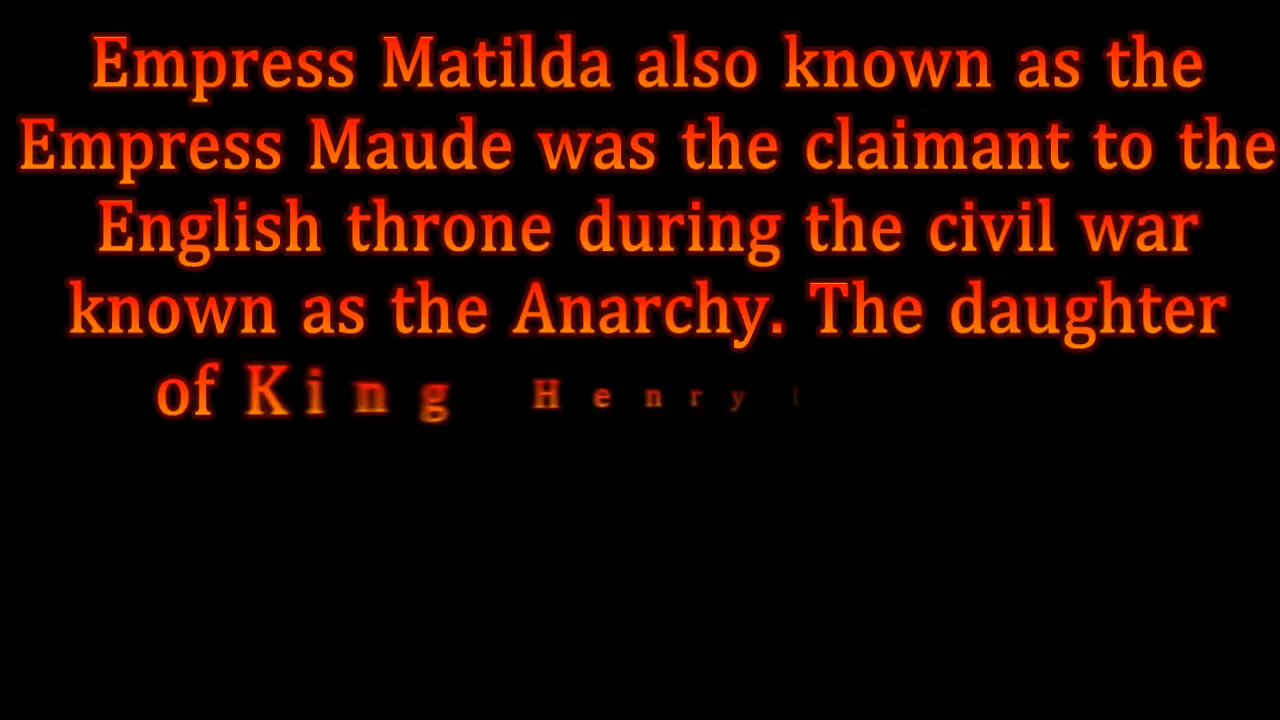 Empress Matilda also known as the
Empress Maude was the claimant to the
English throne during the civil war
known as the Anarchy. The daughter
of King Henry